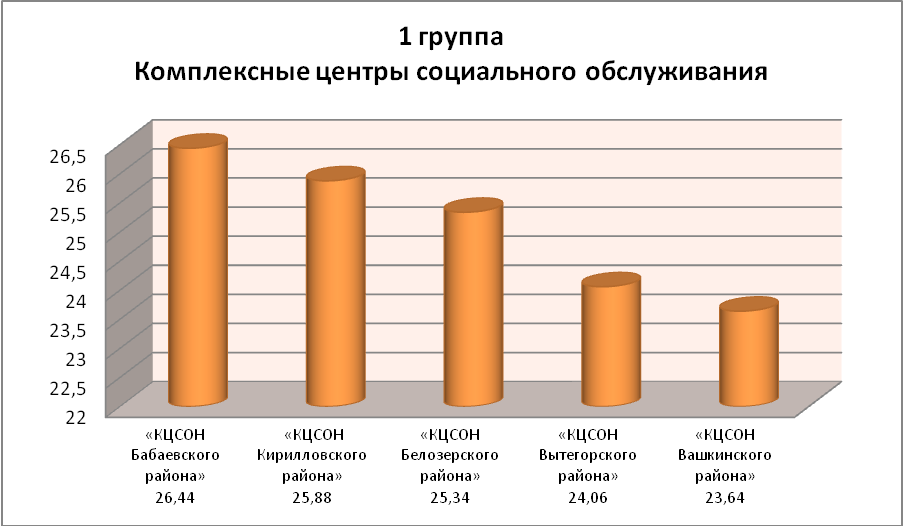 1 группа
Комплексные центры социального обслуживания
26,5
26
25,5
25
24,5
24
23,5
23
22,5
22
«КЦСОН
Бабаевского
района»
26,44
«КЦСОН
Кирилловского
района»
25,88
«КЦСОН
Белозерского
района»
25,34
«КЦСОН
Вытегорского
района»
24,06
«КЦСОН
Вашкинского
района»
23,64